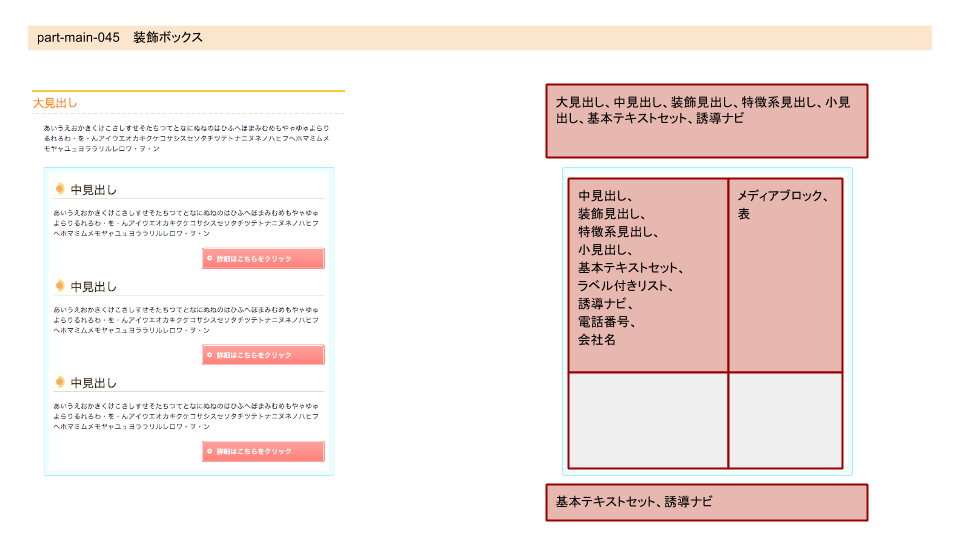 part-main-045　装飾ボックス
大見出し
あいうえおかきくけこさしすせそたちつてとなにぬねのはひふへほまみむめもやゃゆゅよらり
るれろわ・を・んアイウエオカキクケコサシスセソタチツテトナニヌネノハヒフヘホマミムメ
モヤャユュヨララリルレロワ・ヲ・ン
中見出し
あいうえおかきくけこさしすせそたちつてとなにぬねのはひふへほまみむめもやゃゆゅ
よらりるれろわ・を・んアイウエオカキクケコサシスセソタチツテトナニヌネノハヒフ
ヘホマミムメモヤャユュヨララリルレロワ・ヲ・ン
詳細はこちらをクリック
中見出し
あいうえおかきくけこさしすせそたちつてとなにぬねのはひふへほまみむめもやゃゆゅ
よらりるれろわ・を・んアイウエオカキクケコサシスセソタチツテトナニヌネノハヒフ
ヘホマミムメモヤャユュヨララリルレロワ・ヲ・ン
詳細はこちらをクリック
中見出し
あいうえおかきくけこさしすせそたちつてとなにぬねのはひふへほまみむめもやゃゆゅ
よらりるれろわ・を・んアイウエオカキクケコサシスセソタチツテトナニヌネノハヒフ
ヘホマミムメモヤャユュヨララリルレロワ・ヲ・ン
詳細はこちらをクリック
大見出し、中見出し、装飾見出し、特徴系見出し、小見
出し、基本テキストセット、誘導ナビ
中見出し、
装飾見出し、
特徴系見出し、
小見出し、
基本テキストセット、
ラベル付きリスト、
誘導ナビ、
電話番号、
会社名
メディアブロック、
表
基本テキストセット、誘導ナビ